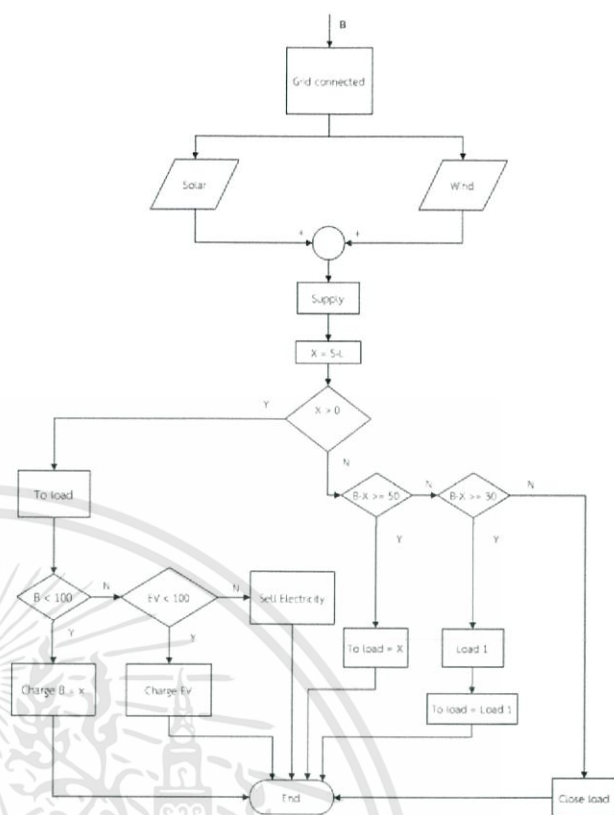 B
Grid connected
Solar
Wind
+
+
Supply
X = S-L
X > 0
Y
N
To load
B-X >= 50
N
B-X >= 30
N
Y
Y
B < 100
N
EV < 100
N
Sell Electricity
Y
Y
To load = X
Load 1
Charge B = x
Charge EV
To load = Load 1
End
Close load